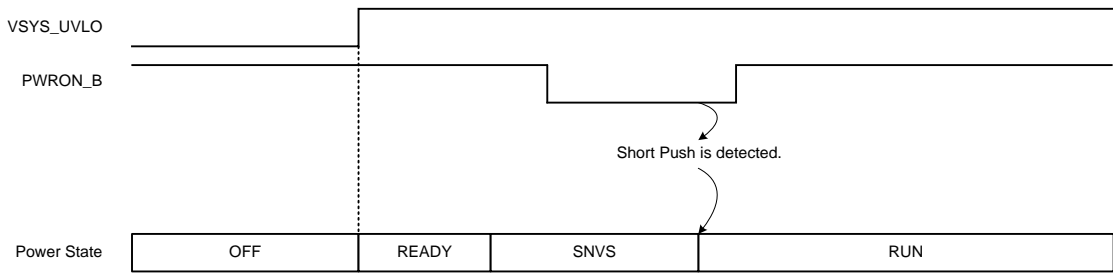 VSYS_UVLO
PWRON_B
Short Push is detected.
Power State OFF READY SNVS RUN